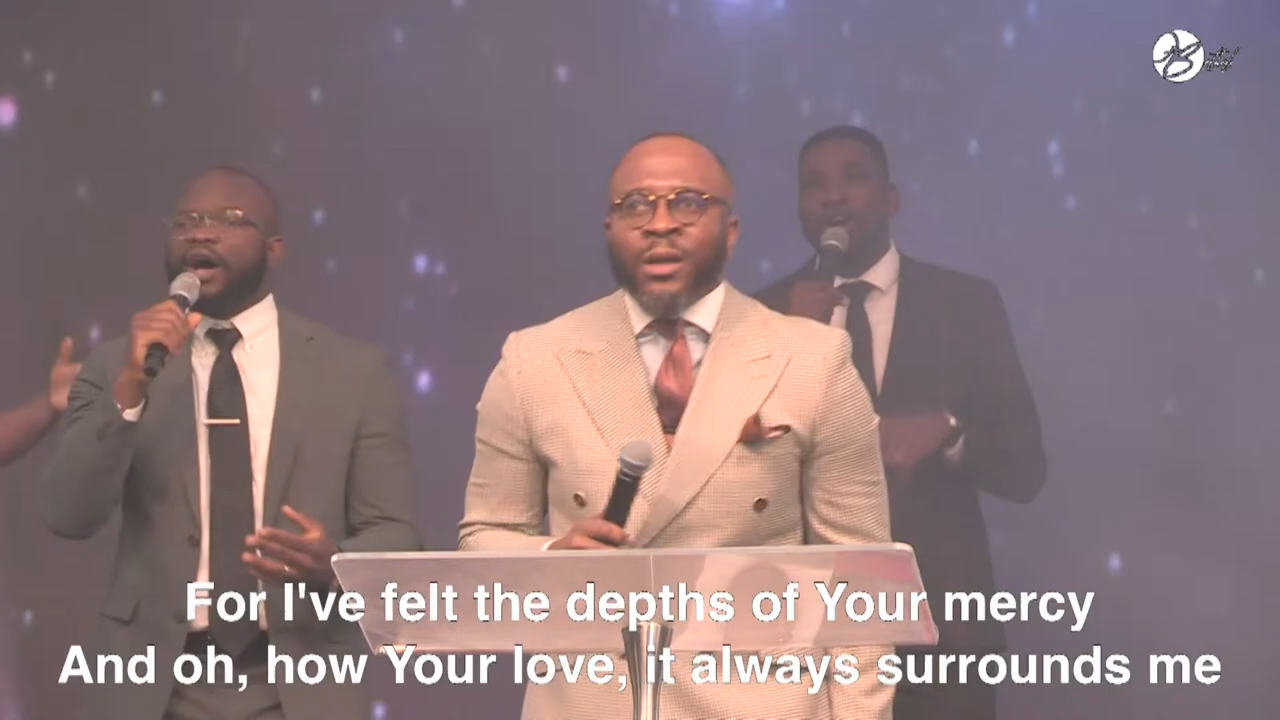 For I've felt the depths of Your mercy
And oh, how Your love, it always surrounds me